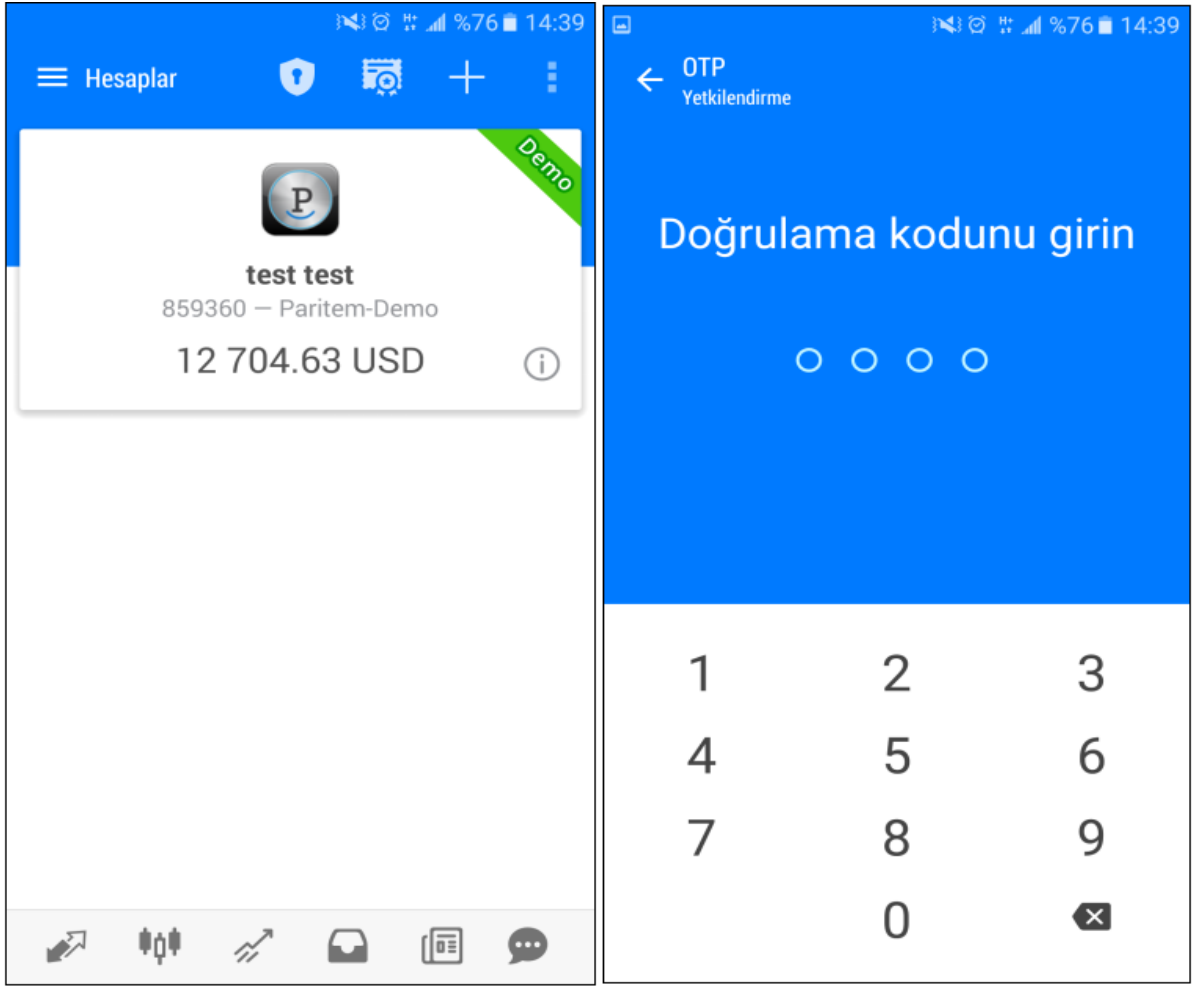 %76 14:39
Hesaplar
Demo
P
test test
859360 — Paritem-Demo
12 704.63 USD
H+ %76 14:39
OTP
Yetkilendirme
Doğrulama kodunu girin
1 2 3
4 5 6
7 8 9
0